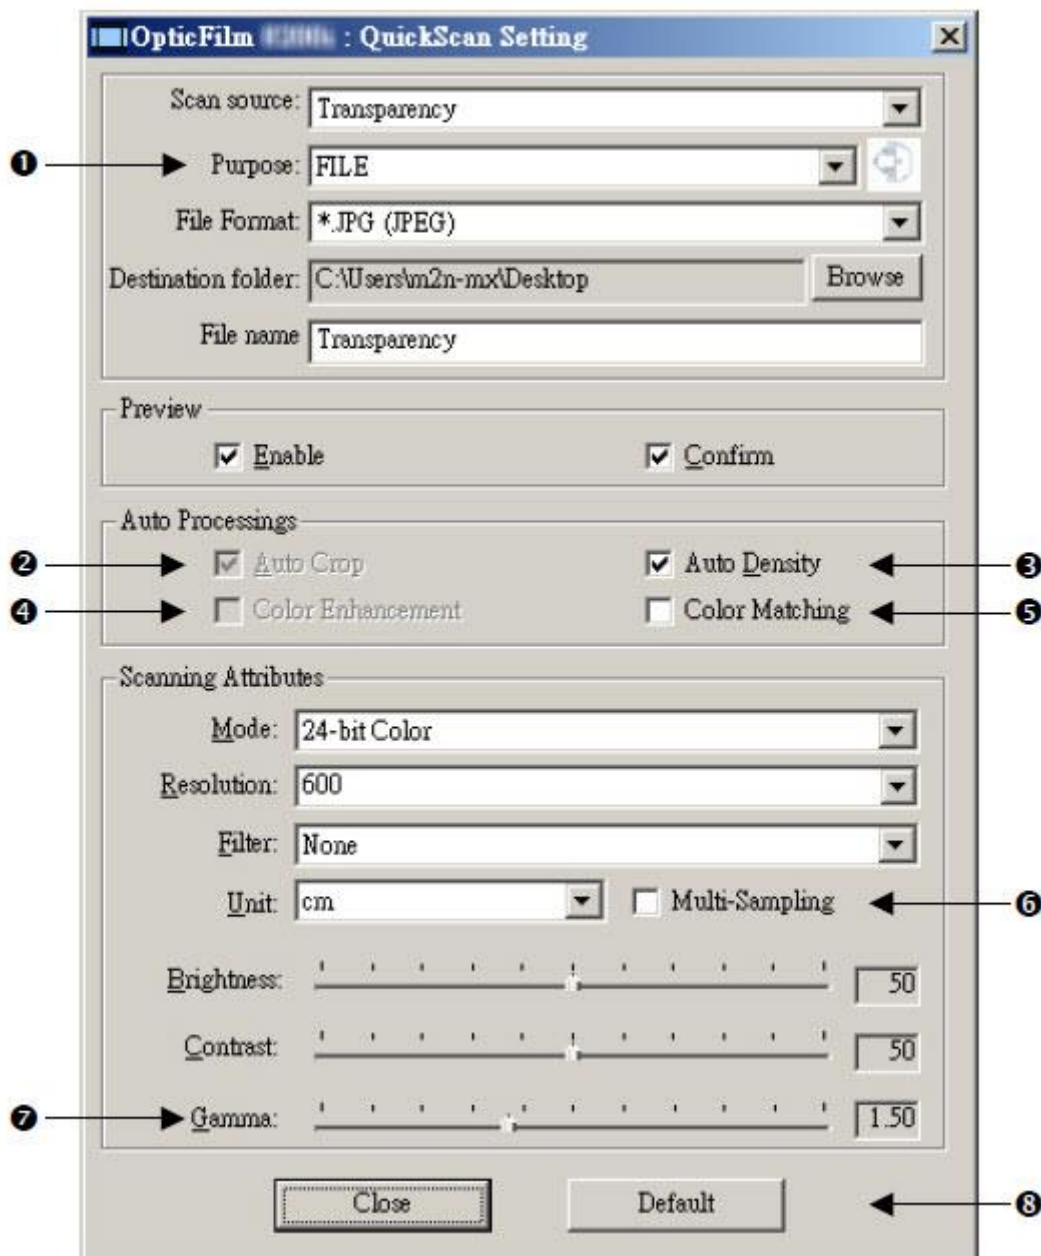 OpticFilm : QuickScan Setting
Scan source: Transparency
❶ Purpose: FILE
File Format: *.JPG (JPEG)
Destination folder: C:\Users\m2n-mx\Desktop Browse
File name Transparency
Preview
Enable Confirm
Auto Processings
❷ Auto Crop Auto Density ❸
❹ Color Enhancement Color Matching ❺
Scanning Attributes
Mode: 24-bit Color
Resolution: 600
Filter: None
Unit: cm Multi-Sampling ❻
Brightness: 50
Contrast: 50
❼ Gamma: 1.50
Close Default ❽